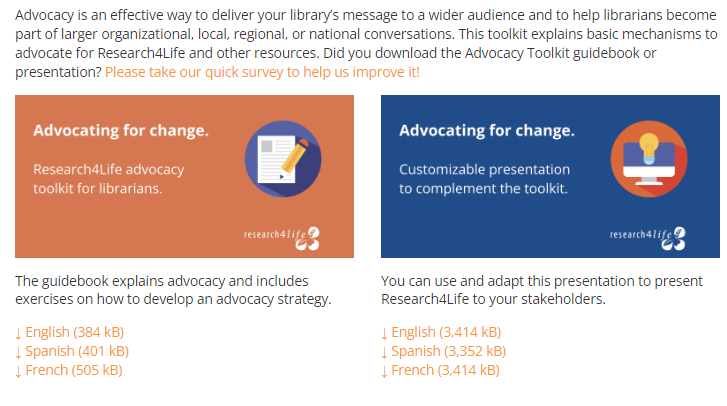 Advocacy is an effective way to deliver your library's message to a wider audience and to help librarians become
part of larger organizational, local, regional, or national conversations. This toolkit explains basic mechanisms to
advocate for Research4Life and other resources. Did you download the Advocacy Toolkit guidebook or
presentation? Please take our quick survey to help us improve it!
Advocating for change.
Research4Life advocacy
toolkit for librarians.
research4life
The guidebook explains advocacy and includes
exercises on how to develop an advocacy strategy.
↓ English (384 kB)
↓ Spanish (401 kB)
↓ French (505 kB)
Advocating for change.
Customizable presentation
to complement the toolkit.
research4life
You can use and adapt this presentation to present
Research4Life to your stakeholders.
↓ English (3,414 kB)
↓ Spanish (3,352 kB)
↓ French (3,414 kB)